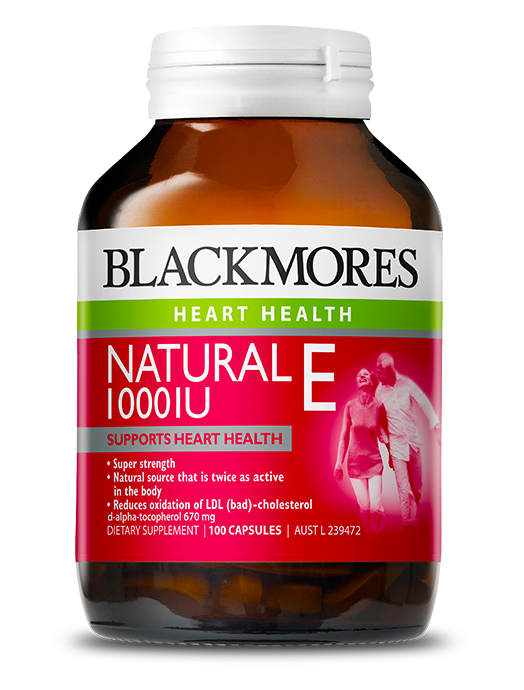 BLACKMORES
HEART HEALTH
NATURAL E
1000IU
SUPPORTS HEART HEALTH
• Super strength
• Natural source that is twice as active
in the body
• Reduces oxidation of LDL (bad)-cholesterol
d-alpha-tocopherol 670 mg
DIETARY SUPPLEMENT | 100 CAPSULES | AUST L 239472